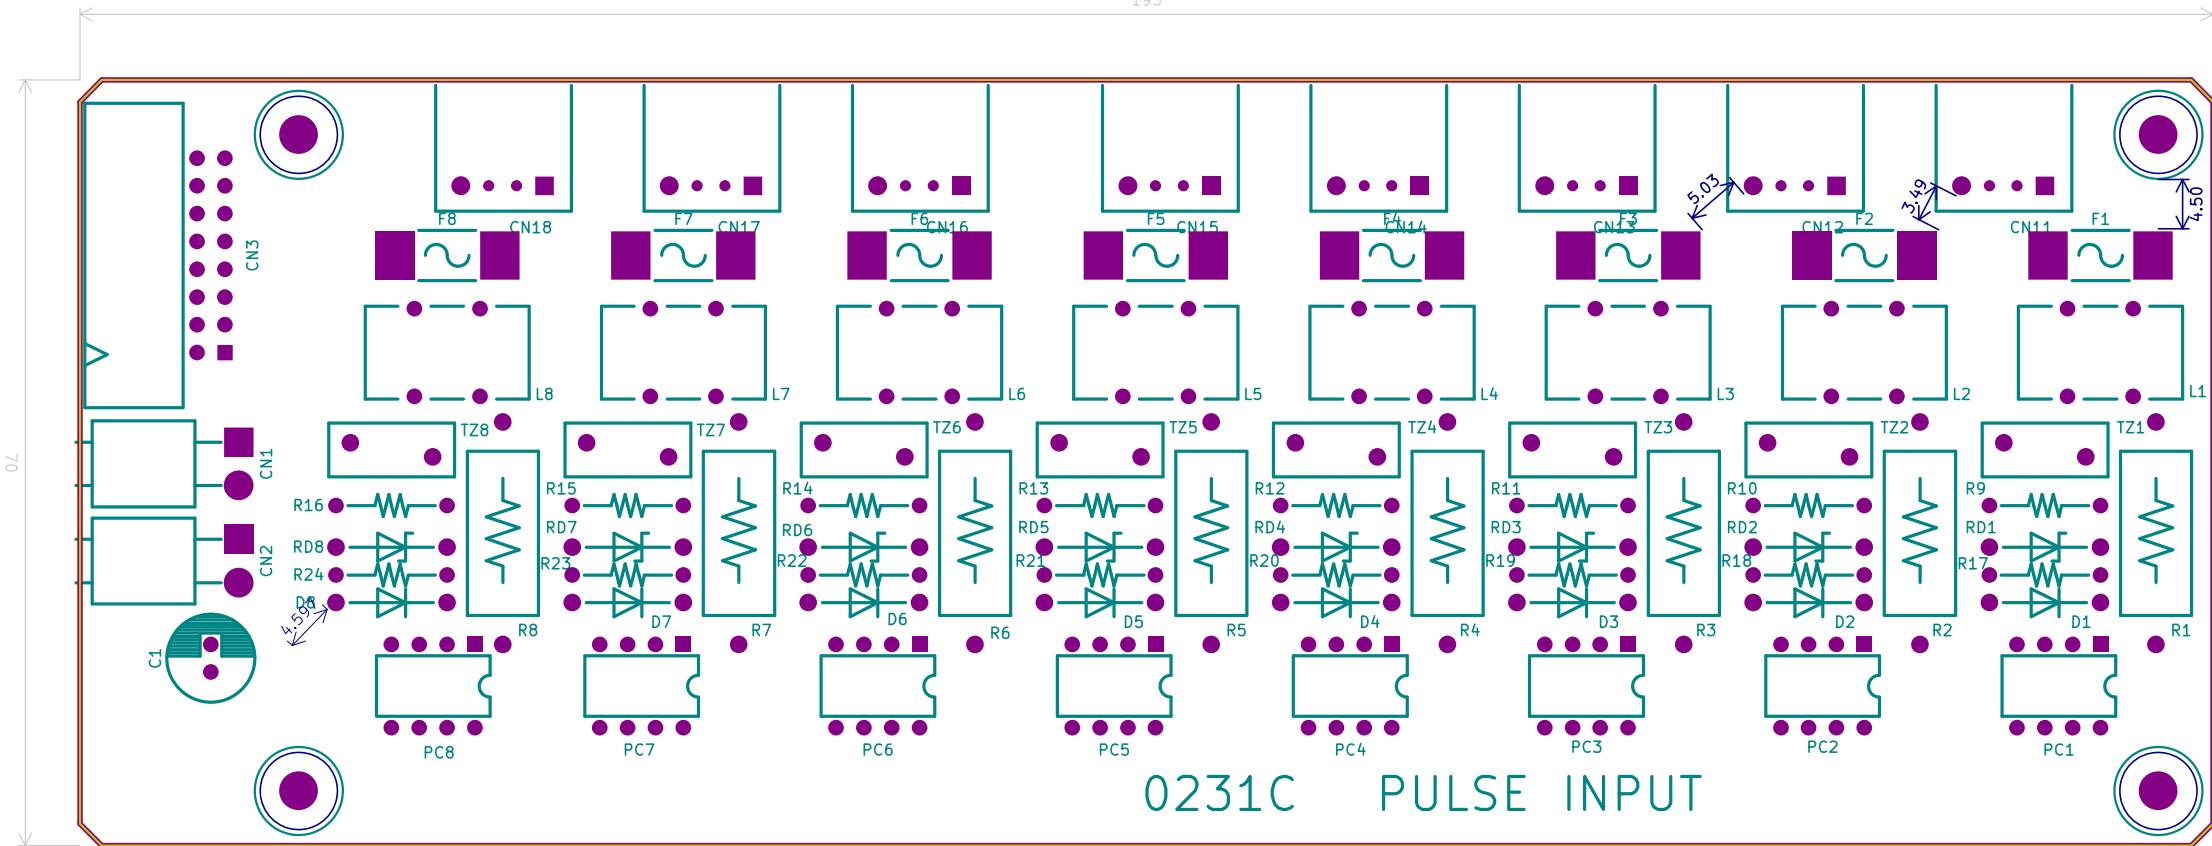 195
70
5.03
3.49
4.50
F8 F7 F6 F5 F4 F3 F2 F1
CN18 CN17 CN16 CN15 CN14 CN13 CN12 CN11
CN3
L8 L7 L6 L5 L4 L3 L2 L1
TZ8 TZ7 TZ6 TZ5 TZ4 TZ3 TZ2 TZ1
CN1
R16 R15 R14 R13 R12 R11 R10 R9
RD8 RD7 RD6 RD5 RD4 RD3 RD2 RD1
CN2
R24 R23 R22 R21 R20 R19 R18 R17
D8 D7 D6 D5 D4 D3 D2 D1
R8 R7 R6 R5 R4 R3 R2 R1
C1
PC8 PC7 PC6 PC5 PC4 PC3 PC2 PC1
0231C PULSE INPUT